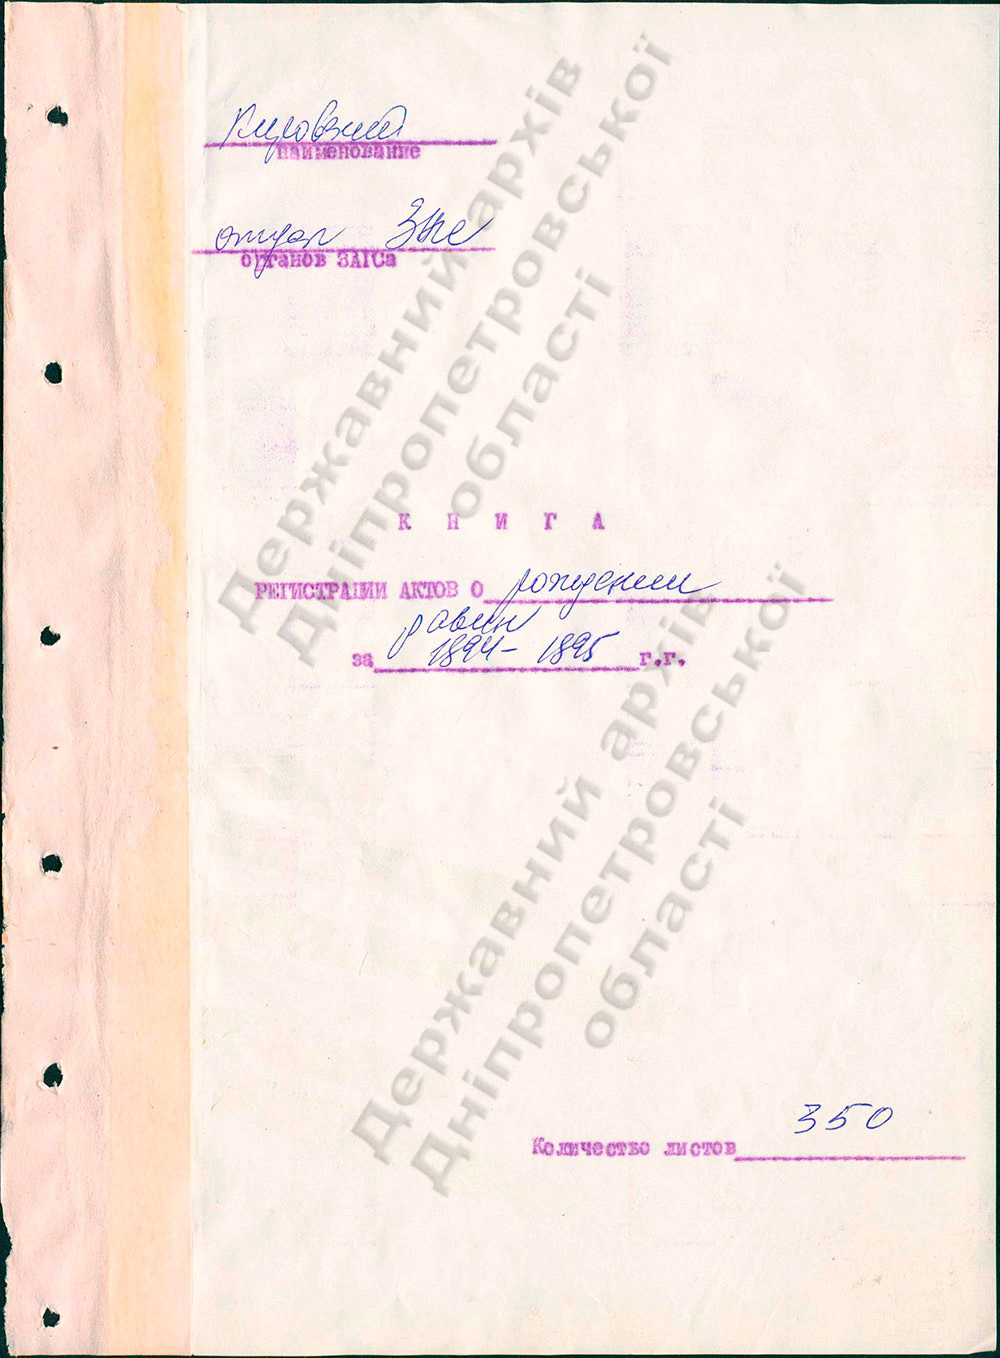 Кировский
наименование
отдел ЗАГС
органов ЗАГСа
К Н И Г А
РЕГИСТРАЦИИ АКТОВ О рождении
равин
за 1894-1895 г.г.
Количество листов 350
Державний архів
Дніпропетровської
області
Державний архів
Дніпропетровської
області